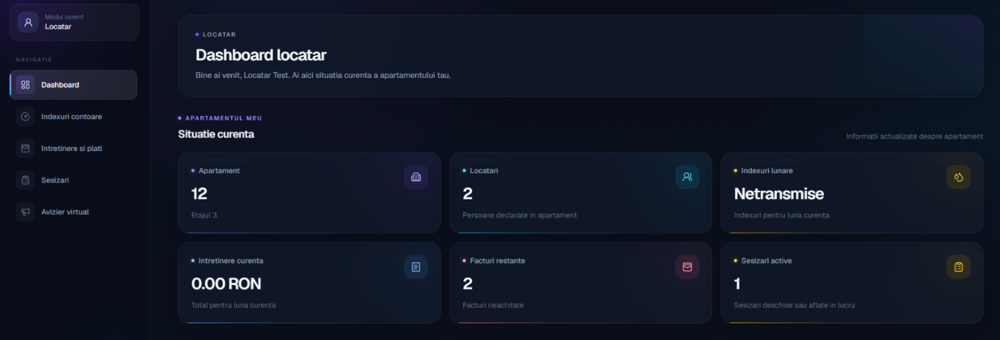 Modul curent
Locatar
NAVIGATIE
Dashboard
Indexuri contoare
Intretinere si plati
Sesizari
Avizier virtual
LOCATAR
Dashboard locatar
Bine ai venit, Locatar Test. Ai aici situatia curenta a apartamentului tau.
APARTAMENTUL MEU
Situatie curenta
Informatii actualizate despre apartament
Apartament
12
Etajul 3
Locatari
2
Persoane declarate in apartament
Indexuri lunare
Netransmise
Indexuri pentru luna curenta
Intretinere curenta
0.00 RON
Total pentru luna curenta
Facturi restante
2
Facturi neachitate
Sesizari active
1
Sesizari deschise sau aflate in lucru